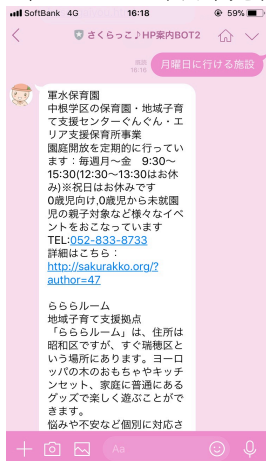 SoftBank 4G 16:18 59%
さくらっこ♪HP案内BOT2
既読
16:16
月曜日に行ける施設
軍水保育園
中根学区の保育園・地域子育
て支援センターぐんぐん・エ
リア支援保育所事業
園庭開放を定期的に行ってい
ます：毎週月〜金 9:30〜
15:30(12:30〜13:30はお休
み)※祝日はお休みです
0歳児向け,0歳児から未就園
児の親子対象など様々なイベ
ントをおこなっています
TEL:052-833-8733
詳細はこちら：
http://sakurakko.org/?
author=47
らららルーム
地域子育て支援拠点
「らららルーム」は、住所は
昭和区ですが、すぐ瑞穂区と
いう場所にあります。ヨーロ
ッパの木のおもちゃやキッチ
ンセット、家庭に普通にある
グッズで楽しく遊ぶことがで
きます。
悩みや不安など個別に対応さ
Aa